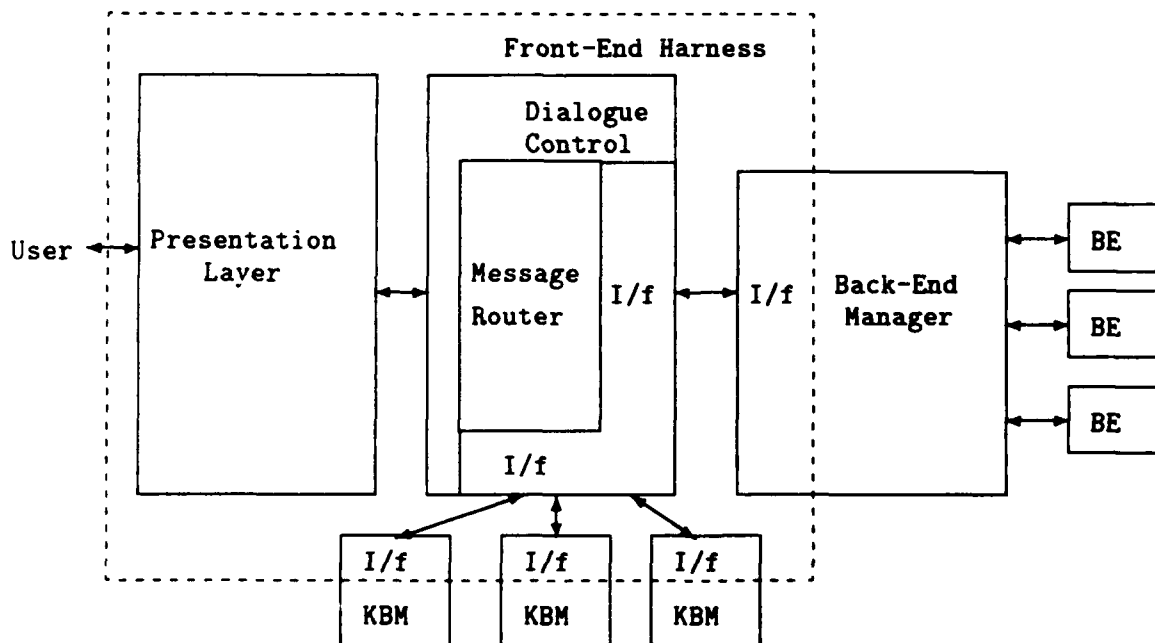 Front-End Harness
Dialogue
Control
User
Presentation
Layer
Message
Router
I/f
I/f
Back-End
Manager
BE
BE
BE
I/f
I/f
I/f
I/f
KBM
KBM
KBM